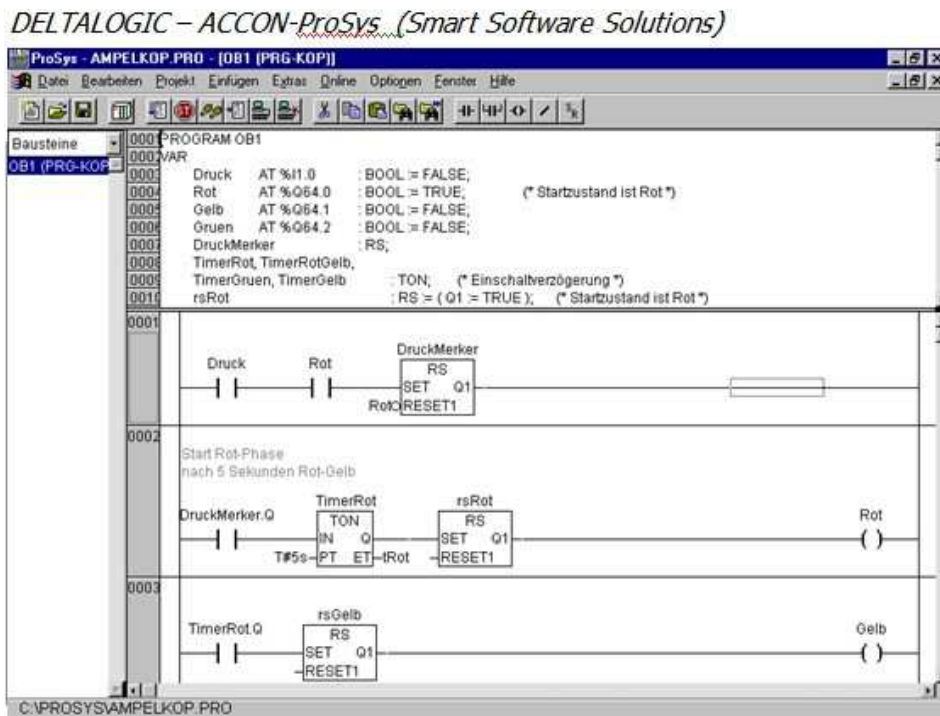 DELTALOGIC – ACCON-ProSys (Smart Software Solutions)
ProSys - AMPELKOP.PRO - [OB1 (PRG-KOP)]
Datei Bearbeiten Projekt Einfügen Extras Online Optionen Fenster Hilfe
Bausteine
OB1 (PRG-KOP
0001 PROGRAM OB1
0002 VAR
0003 Druck AT %I1.0 : BOOL := FALSE;
0004 Rot AT %Q64.0 : BOOL := TRUE; (* Startzustand ist Rot *)
0005 Gelb AT %Q64.1 : BOOL := FALSE;
0006 Gruen AT %Q64.2 : BOOL := FALSE;
0007 DruckMerker : RS;
0008 TimerRot, TimerRotGelb,
0009 TimerGruen, TimerGelb : TON; (* Einschaltverzögerung *)
0010 rsRot : RS := ( Q1 := TRUE ); (* Startzustand ist Rot *)
0001
DruckMerker
Druck Rot RS
SET Q1
Rot RESET1
0002
Start Rot-Phase
nach 5 Sekunden Rot-Gelb
TimerRot rsRot
DruckMerker.Q TON RS Rot
IN Q SET Q1
T#5s PT ET tRot RESET1
0003
rsGelb
TimerRot.Q RS Gelb
SET Q1
RESET1
C:\PROSYS\AMPELKOP.PRO